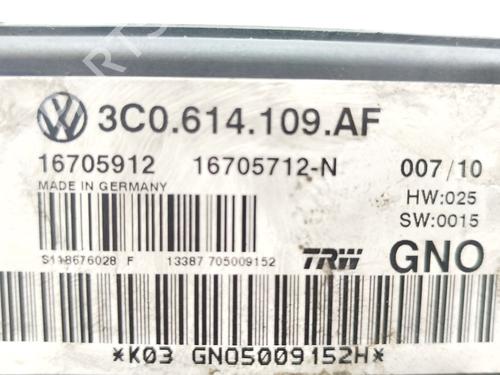 3C0.614.109.AF
16705912 16705712-N 007/10
MADE IN GERMANY HW:025
SW:0015
S118676028 F 13387 705009152 TRW GNO
*K03 GNO5009152H*